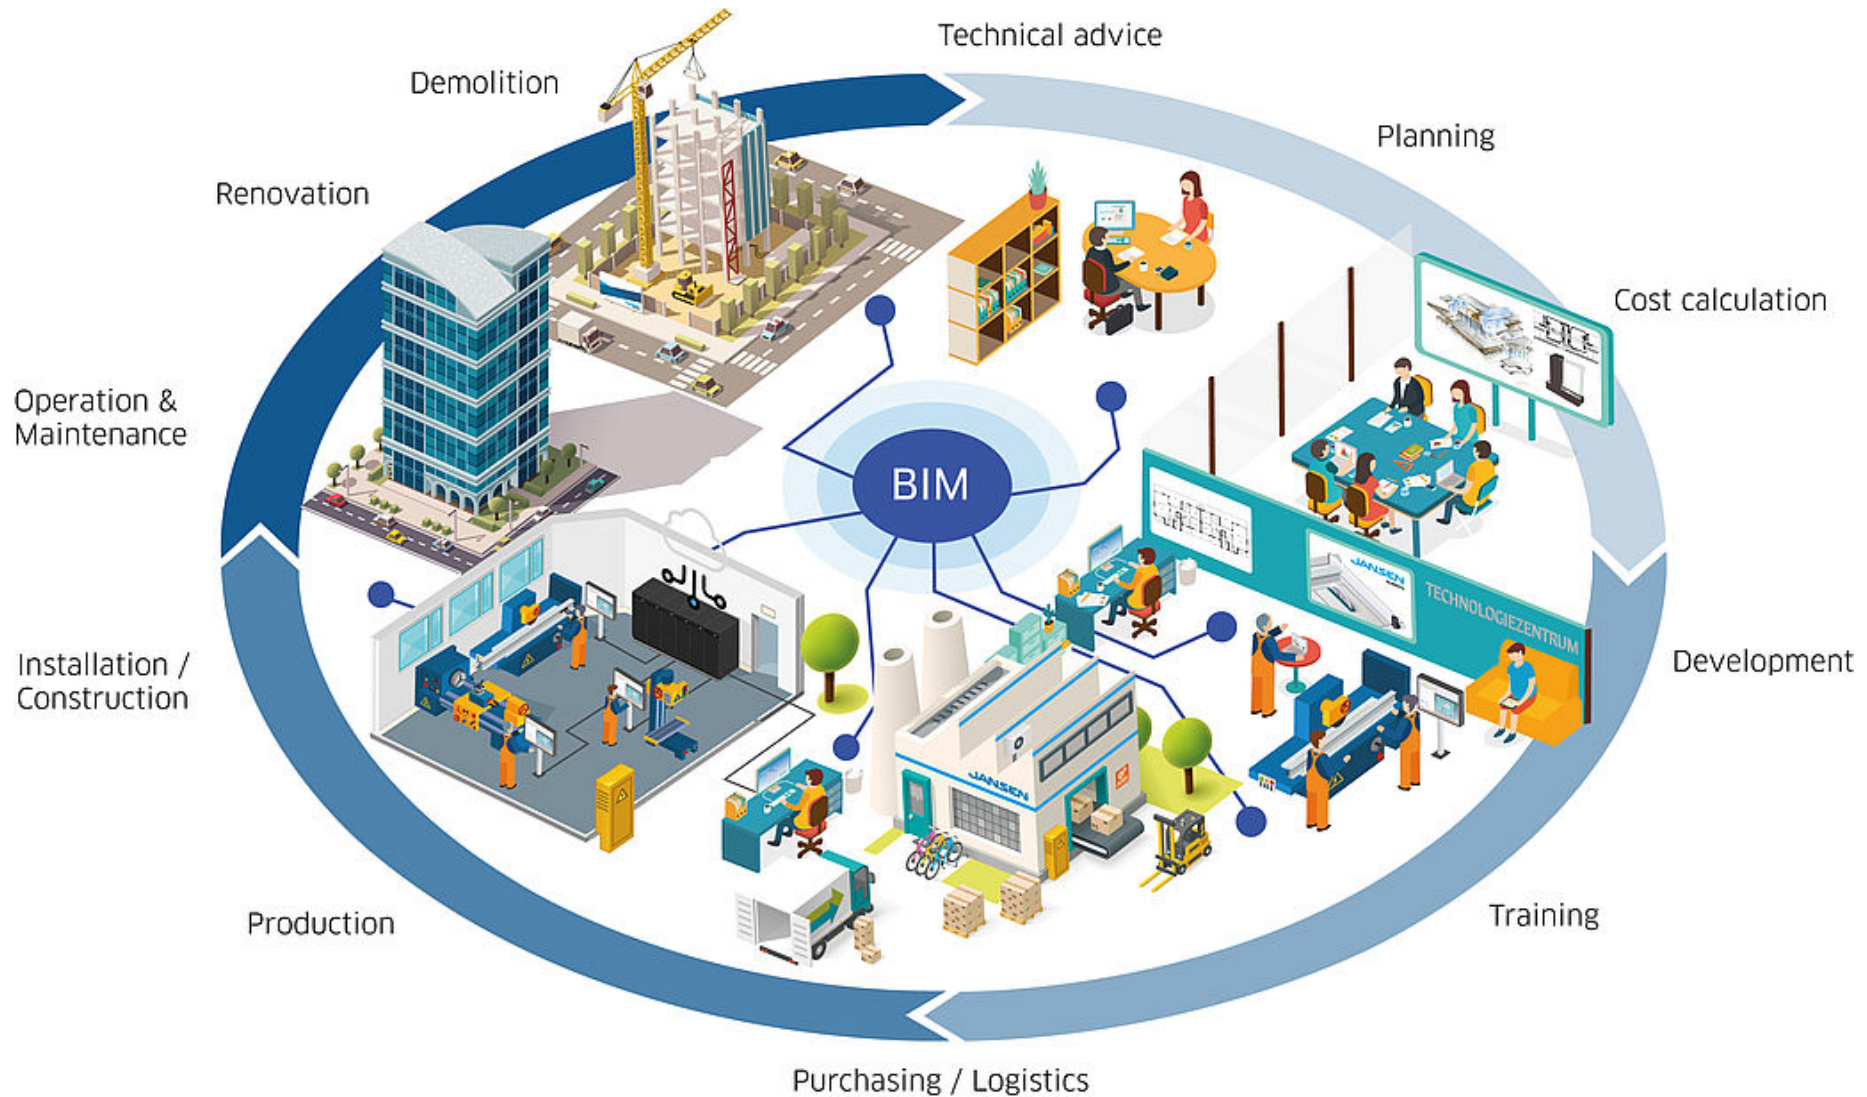 Technical advice
Demolition
Planning
Renovation
Cost calculation
Operation &
Maintenance
BIM
JANSEN
TECHNOLOGIEZENTRUM
Installation /
Construction
Development
JANSEN
Production
Training
Purchasing / Logistics